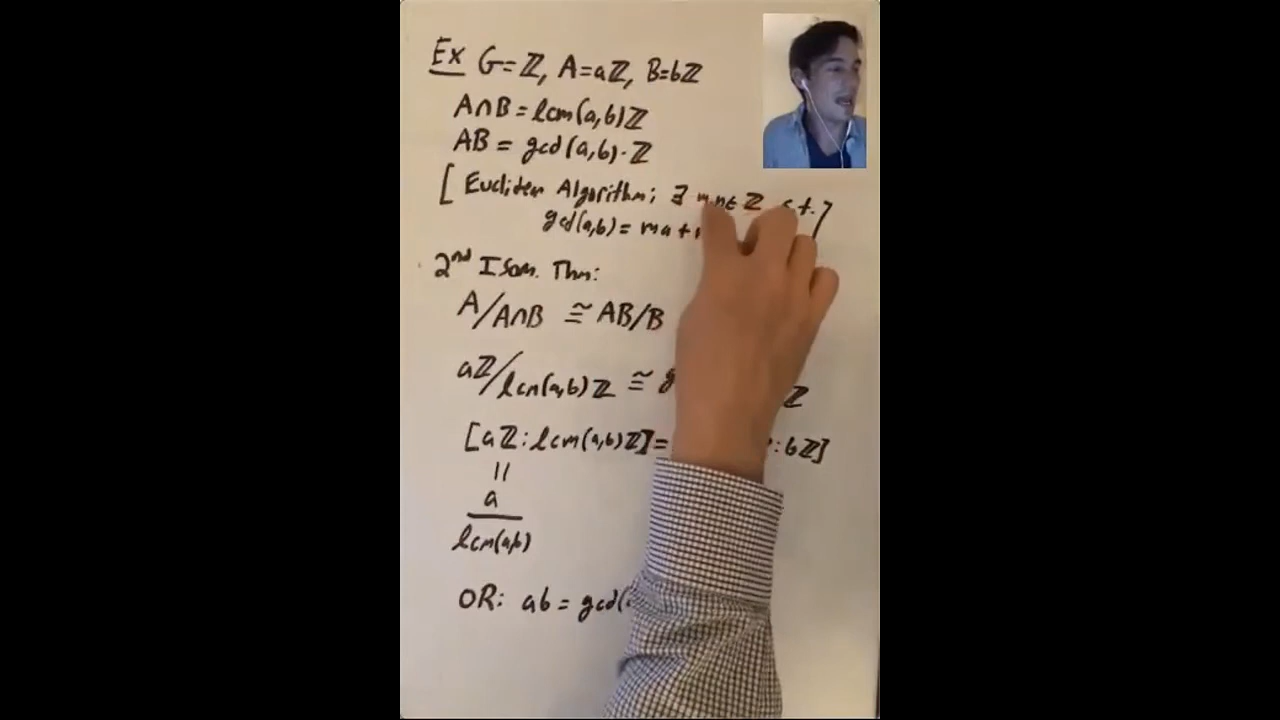 Ex G=ℤ, A=aℤ, B=bℤ
A∩B = lcm(a,b)ℤ
AB = gcd(a,b)·ℤ
[ Euclidean Algorithm; ∃ m,n∈ ℤ s.t. ]
gcd(a,b) = ma +
2nd Isom. Thm:
A/A∩B ≅ AB/B
aℤ/lcm(a,b)ℤ ≅ g ℤ
[aℤ:lcm(a,b)ℤ]= :bℤ]
||
a
lcm(a,b)
OR: ab = gcd(